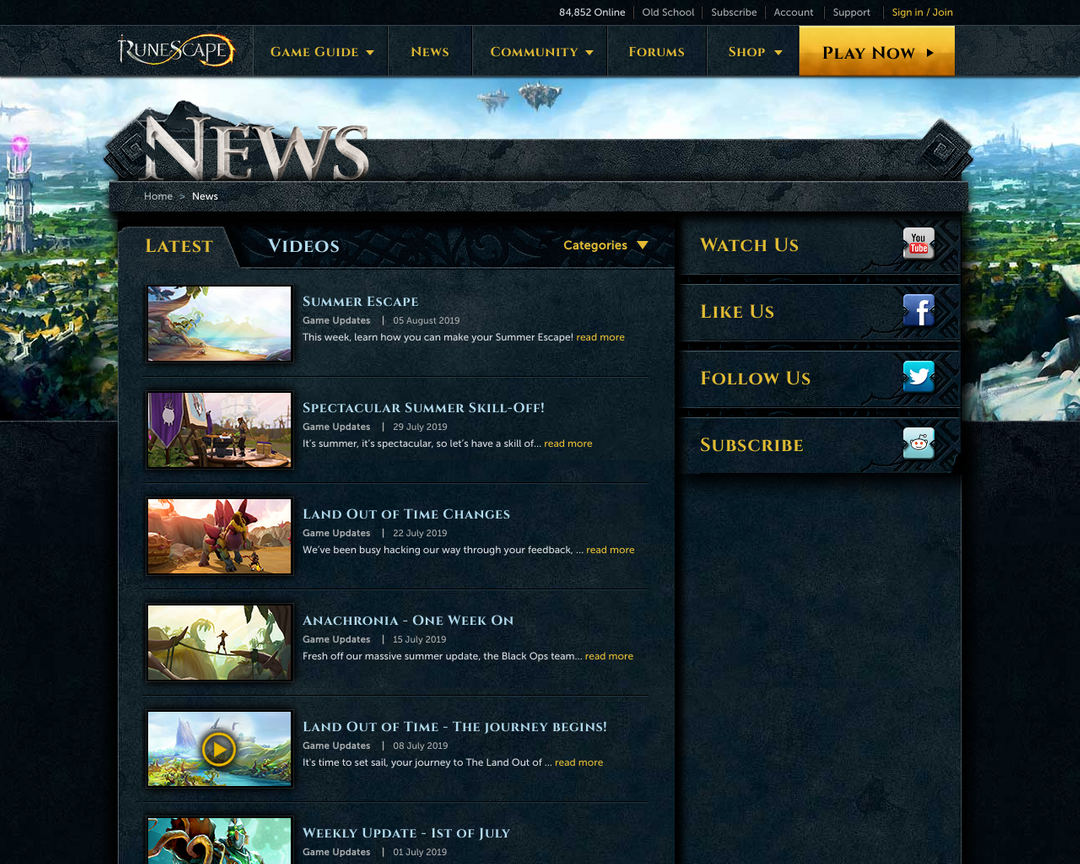 84,852 Online | Old School | Subscribe | Account | Support | Sign in / Join
RuneScape Game Guide News Community Forums Shop Play Now
News
Home > News
Latest Videos Categories
Watch Us You Tube
Summer Escape
Game Updates | 05 August 2019
This week, learn how you can make your Summer Escape! read more
Like Us
Follow Us
Spectacular Summer Skill-Off!
Game Updates | 29 July 2019
It's summer, it's spectacular, so let's have a skill of... read more
Subscribe
Land Out of Time Changes
Game Updates | 22 July 2019
We've been busy hacking our way through your feedback, ... read more
Anachronia - One Week On
Game Updates | 15 July 2019
Fresh off our massive summer update, the Black Ops team... read more
Land Out of Time - The journey begins!
Game Updates | 08 July 2019
It's time to set sail, your journey to The Land Out of ... read more
Weekly Update - 1st of July
Game Updates | 01 July 2019